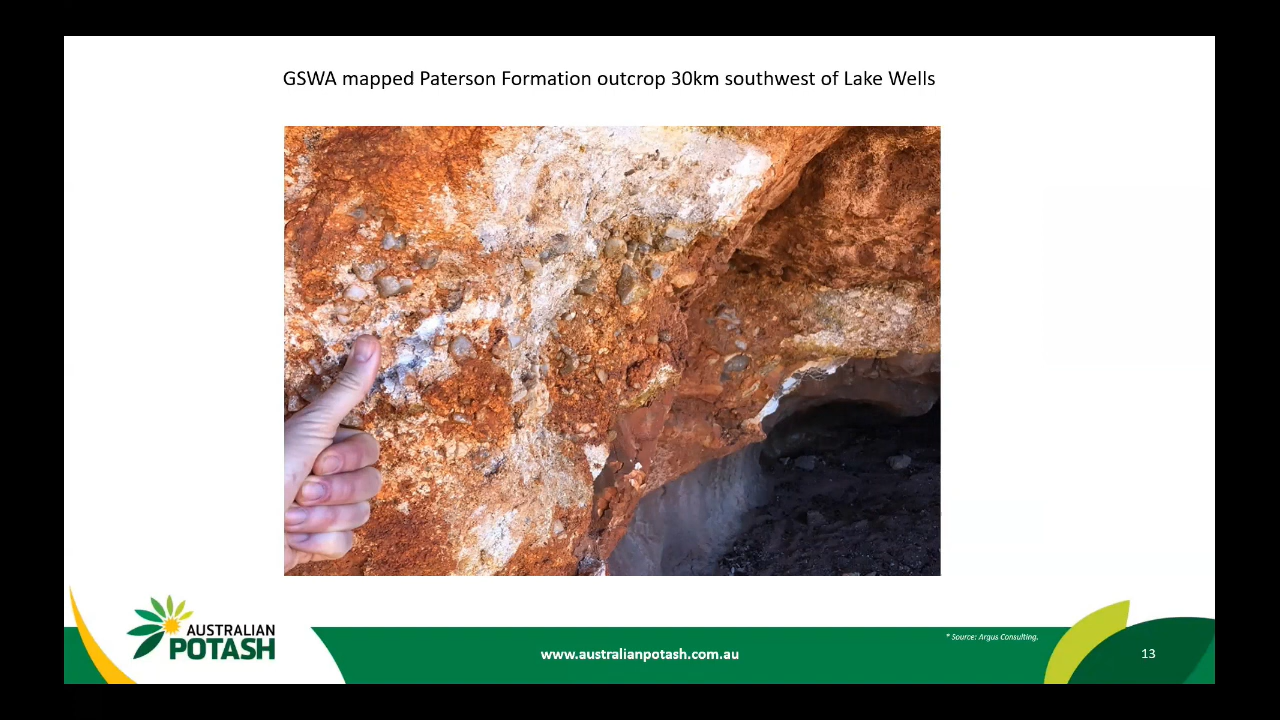 GSWA mapped Paterson Formation outcrop 30km southwest of Lake Wells
AUSTRALIAN
POTASH
www.australianpotash.com.au
* Source: Argus Consulting.
13